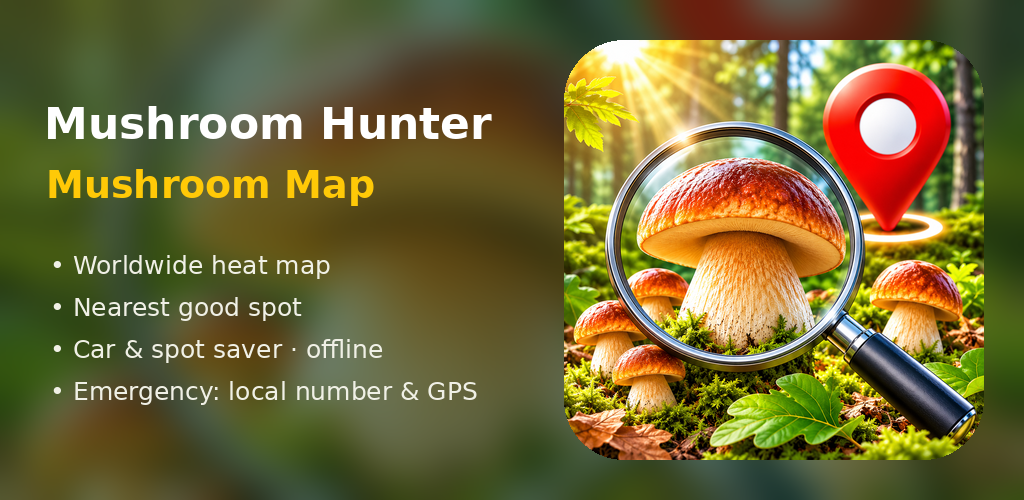 Mushroom Hunter
Mushroom Map
• Worldwide heat map
• Nearest good spot
• Car & spot saver · offline
• Emergency: local number & GPS